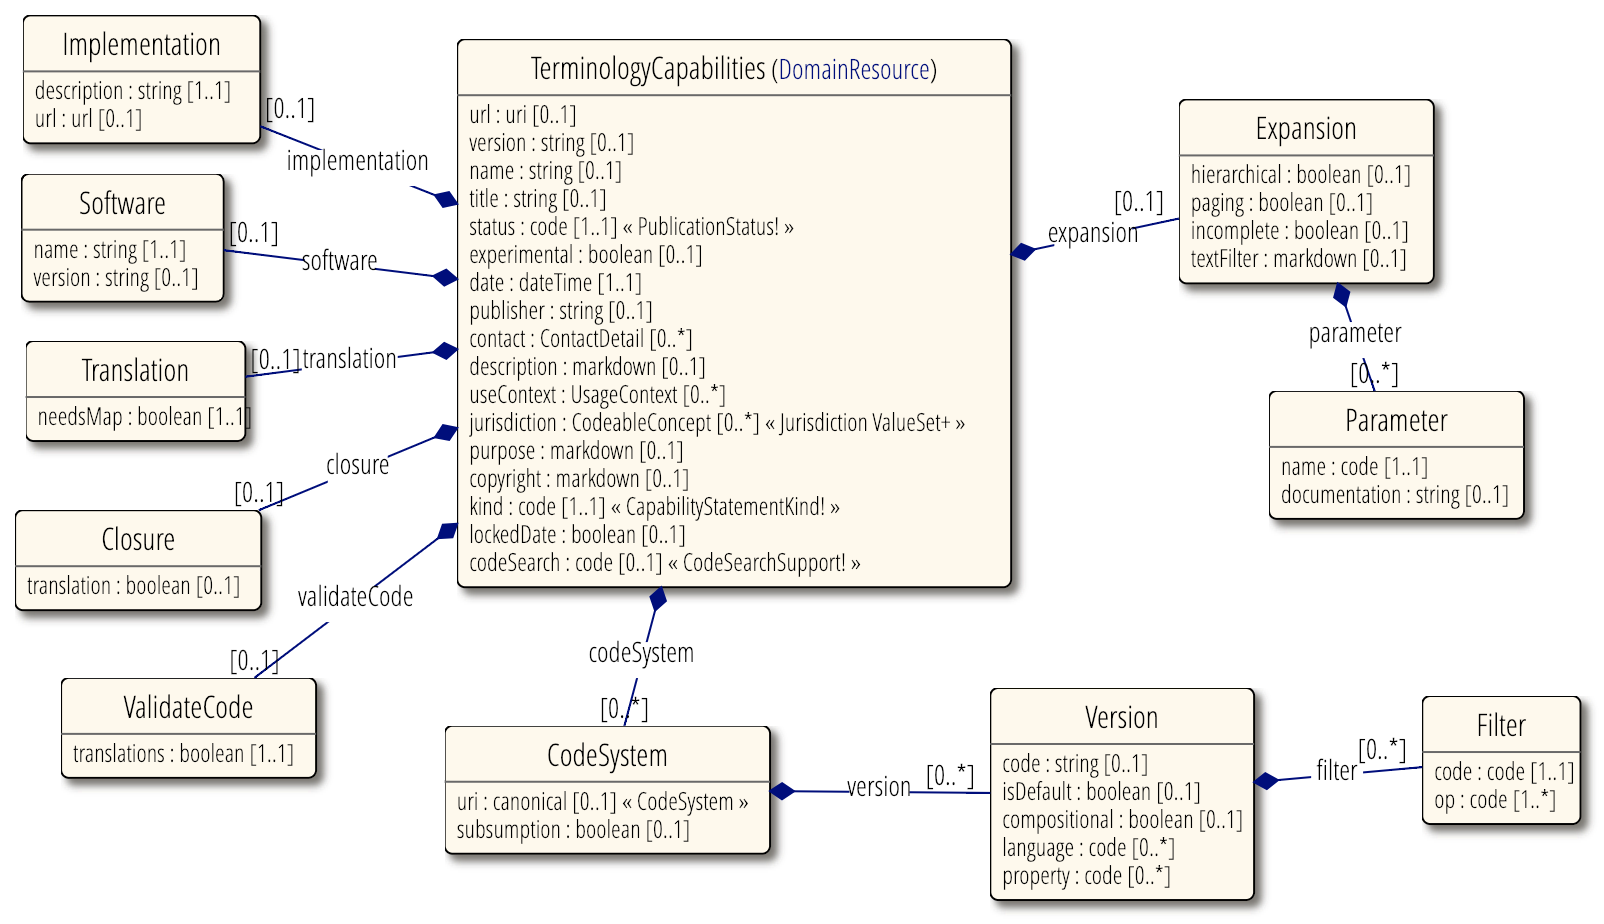 Implementation
description : string [1..1]
url : url [0..1]
[0..1]
implementation
Software
name : string [1..1]
version : string [0..1]
[0..1]
software
Translation
needsMap : boolean [1..1]
[0..1]
translation
Closure
translation : boolean [0..1]
[0..1]
closure
ValidateCode
translations : boolean [1..1]
[0..1]
validateCode
TerminologyCapabilities (DomainResource)
url : uri [0..1]
version : string [0..1]
name : string [0..1]
title : string [0..1]
status : code [1..1] « PublicationStatus! »
experimental : boolean [0..1]
date : dateTime [1..1]
publisher : string [0..1]
contact : ContactDetail [0..*]
description : markdown [0..1]
useContext : UsageContext [0..*]
jurisdiction : CodeableConcept [0..*] « Jurisdiction ValueSet+ »
purpose : markdown [0..1]
copyright : markdown [0..1]
kind : code [1..1] « CapabilityStatementKind! »
lockedDate : boolean [0..1]
codeSearch : code [0..1] « CodeSearchSupport! »
expansion
[0..1]
Expansion
hierarchical : boolean [0..1]
paging : boolean [0..1]
incomplete : boolean [0..1]
textFilter : markdown [0..1]
parameter
[0..*]
Parameter
name : code [1..1]
documentation : string [0..1]
codeSystem
[0..*]
CodeSystem
uri : canonical [0..1] « CodeSystem »
subsumption : boolean [0..1]
version
[0..*]
Version
code : string [0..1]
isDefault : boolean [0..1]
compositional : boolean [0..1]
language : code [0..*]
property : code [0..*]
filter
[0..*]
Filter
code : code [1..1]
op : code [1..*]